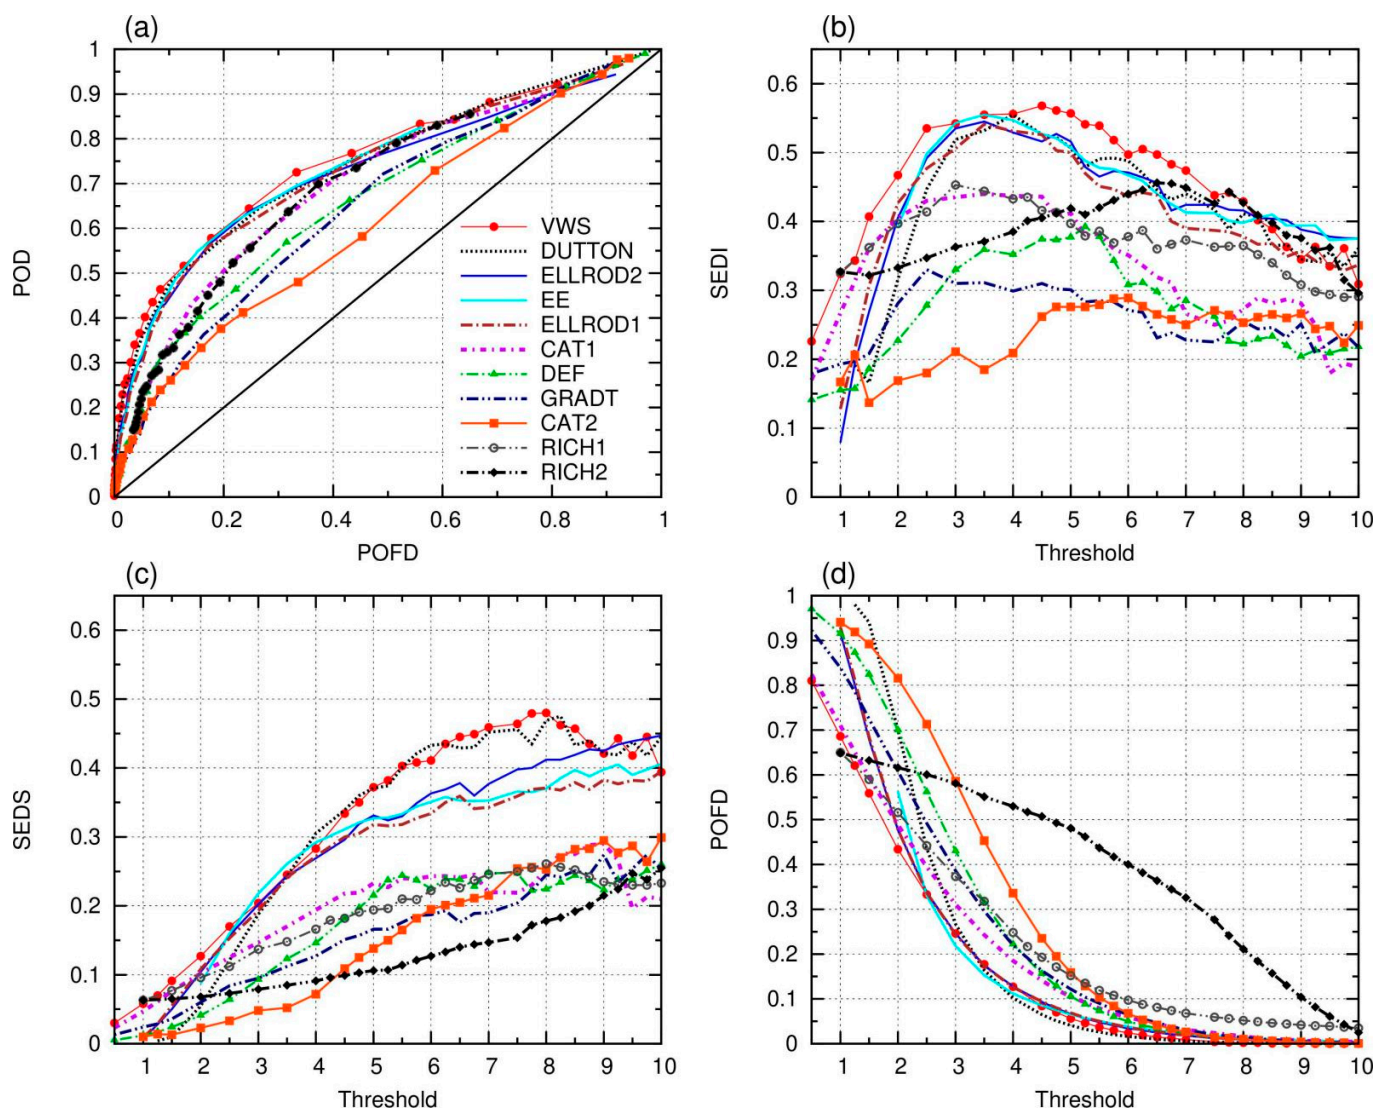 (a)
1
0.9
0.8
0.7
0.6
0.5
0.4
0.3
0.2
0.1
0
POD
VWS
DUTTON
ELLROD2
EE
ELLROD1
CAT1
DEF
GRADT
CAT2
RICH1
RICH2
0 0.2 0.4 0.6 0.8 1
POFD
(b)
0.6
0.5
0.4
0.3
0.2
0.1
0
SEDI
1 2 3 4 5 6 7 8 9 10
Threshold
(c)
0.6
0.5
0.4
0.3
0.2
0.1
0
SEDS
1 2 3 4 5 6 7 8 9 10
Threshold
(d)
1
0.9
0.8
0.7
0.6
0.5
0.4
0.3
0.2
0.1
0
POFD
1 2 3 4 5 6 7 8 9 10
Threshold